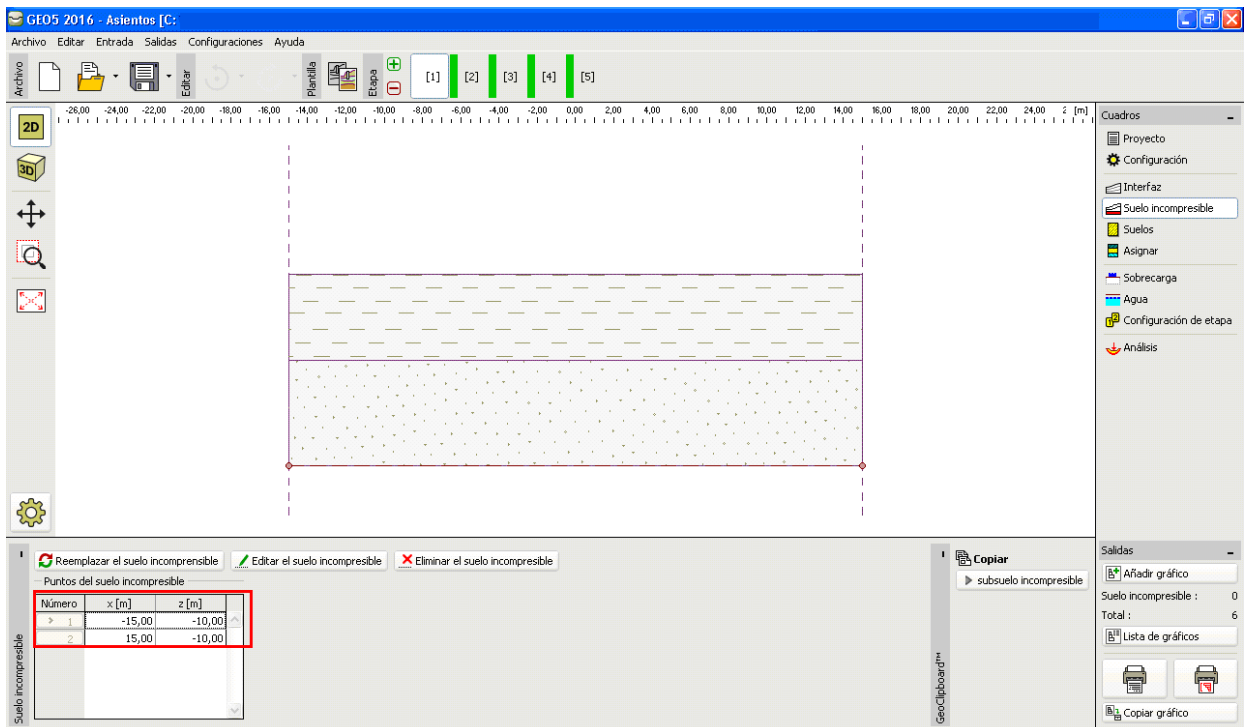 GEO5 2016 - Asientos [C:
Archivo Editar Entrada Salidas Configuraciones Ayuda
Archivo
Editar
Plantilla
Etapa
[1] [2] [3] [4] [5]
2D
3D
-26,00 -24,00 -22,00 -20,00 -18,00 -16,00 -14,00 -12,00 -10,00 -8,00 -6,00 -4,00 -2,00 0,00 2,00 4,00 6,00 8,00 10,00 12,00 14,00 16,00 18,00 20,00 22,00 24,00 2 [m]
Cuadros
Proyecto
Configuración
Interfaz
Suelo incompresible
Suelos
Asignar
Sobrecarga
Agua
Configuración de etapa
Análisis
Suelo incompresible
Reemplazar el suelo incomprensible Editar el suelo incompresible Eliminar el suelo incompresible
Puntos del suelo incompresible
Número x [m] z [m]
> 1 -15,00 -10,00
2 15,00 -10,00
GeoClipboard™
Copiar
subsuelo incompresible
Salidas
Añadir gráfico
Suelo incompresible : 0
Total : 6
Lista de gráficos
Copiar gráfico